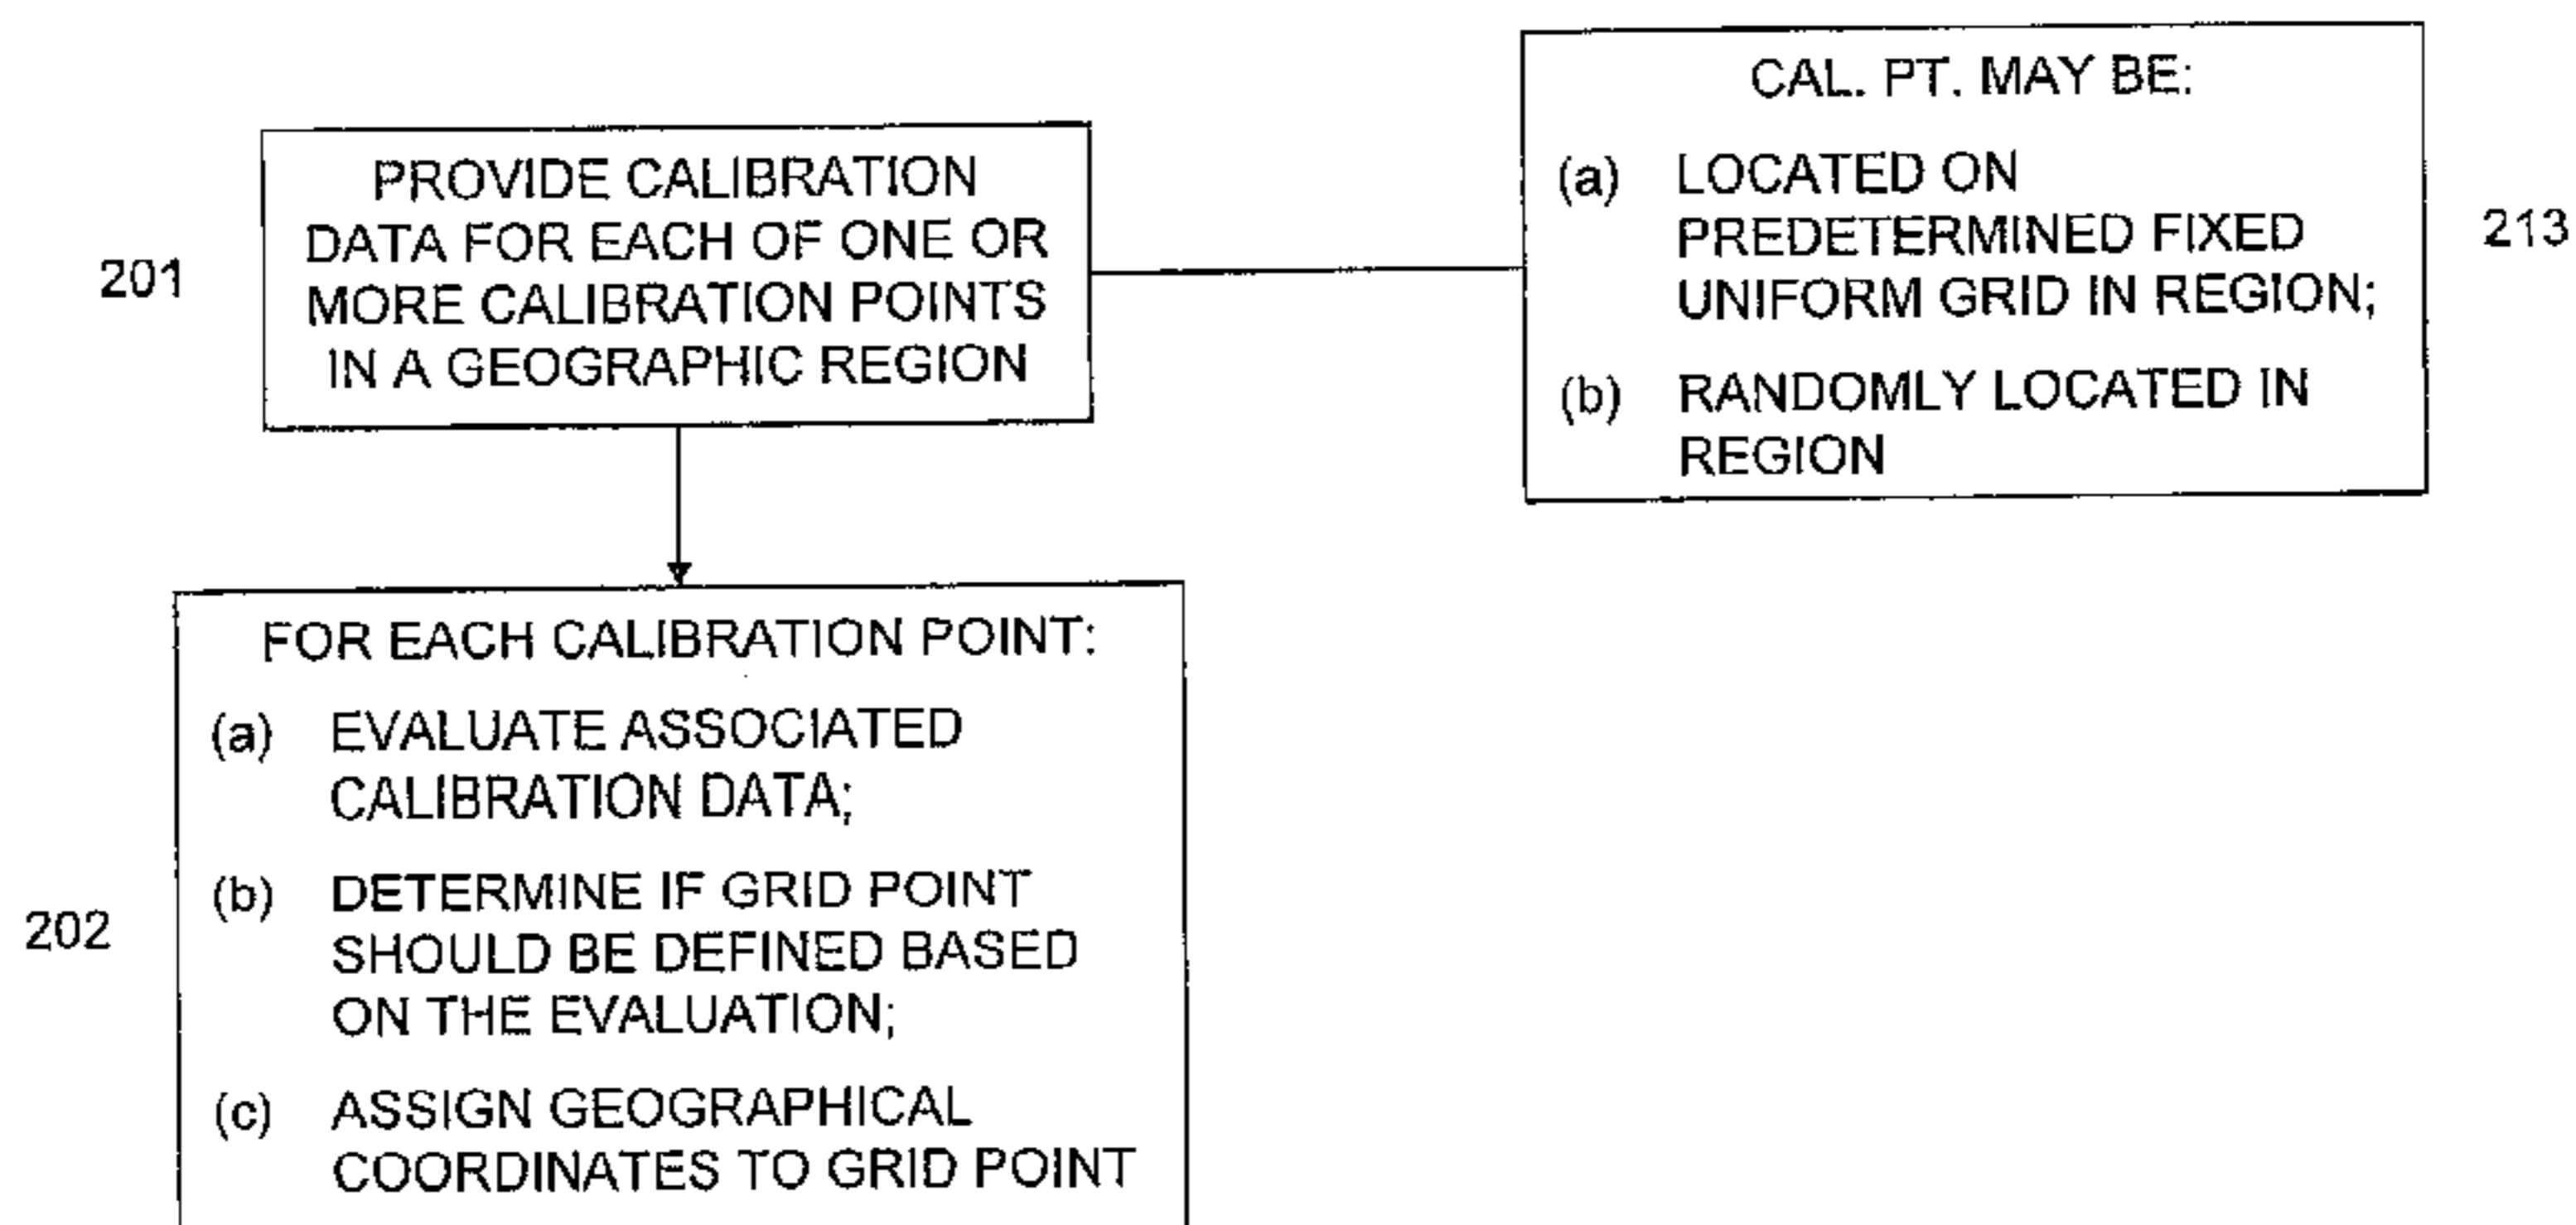 201
PROVIDE CALIBRATION
DATA FOR EACH OF ONE OR
MORE CALIBRATION POINTS
IN A GEOGRAPHIC REGION
CAL. PT. MAY BE:
(a) LOCATED ON
PREDETERMINED FIXED
UNIFORM GRID IN REGION;
(b) RANDOMLY LOCATED IN
REGION
213
202
FOR EACH CALIBRATION POINT:
(a) EVALUATE ASSOCIATED
CALIBRATION DATA;
(b) DETERMINE IF GRID POINT
SHOULD BE DEFINED BASED
ON THE EVALUATION;
(c) ASSIGN GEOGRAPHICAL
COORDINATES TO GRID POINT